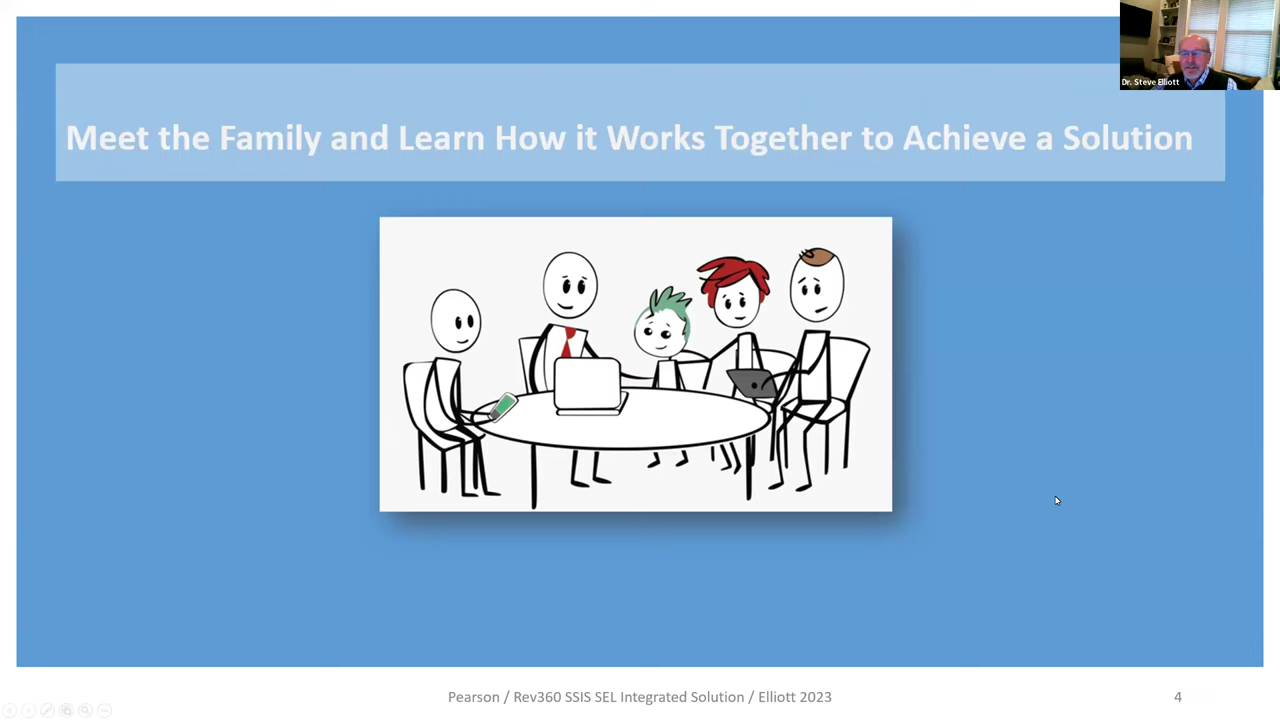 Dr. Steve Elliott
Meet the Family and Learn How it Works Together to Achieve a Solution
Pearson / Rev360 SSIS SEL Integrated Solution / Elliott 2023
4